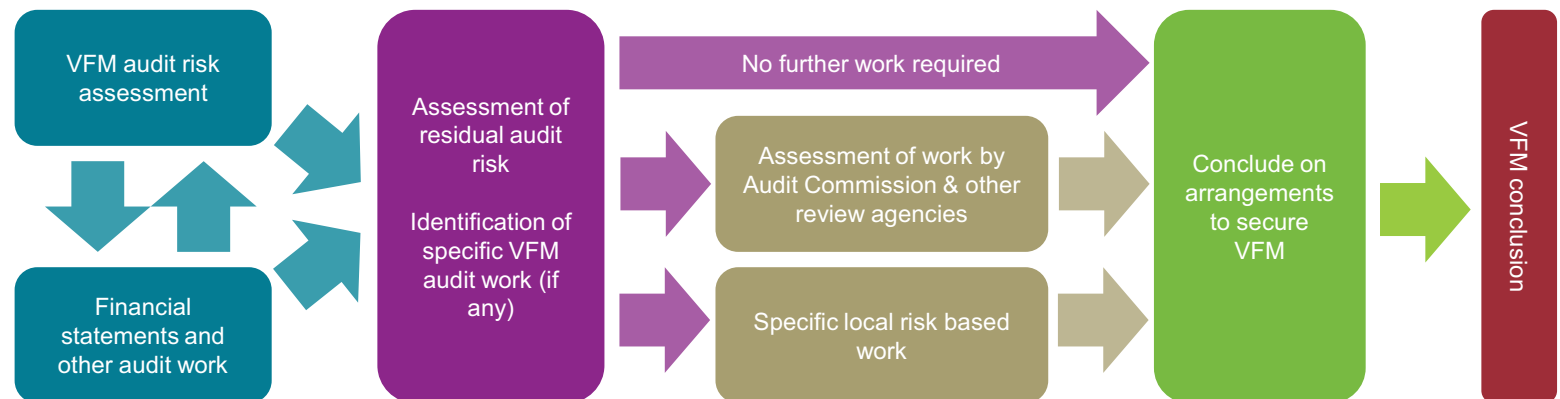 VFM audit risk
assessment
Financial
statements and
other audit work
Assessment of
residual audit
risk
Identification of
specific VFM
audit work (if
any)
No further work required
Assessment of work by
Audit Commission & other
review agencies
Specific local risk based
work
Conclude on
arrangements
to secure
VFM
VFM conclusion